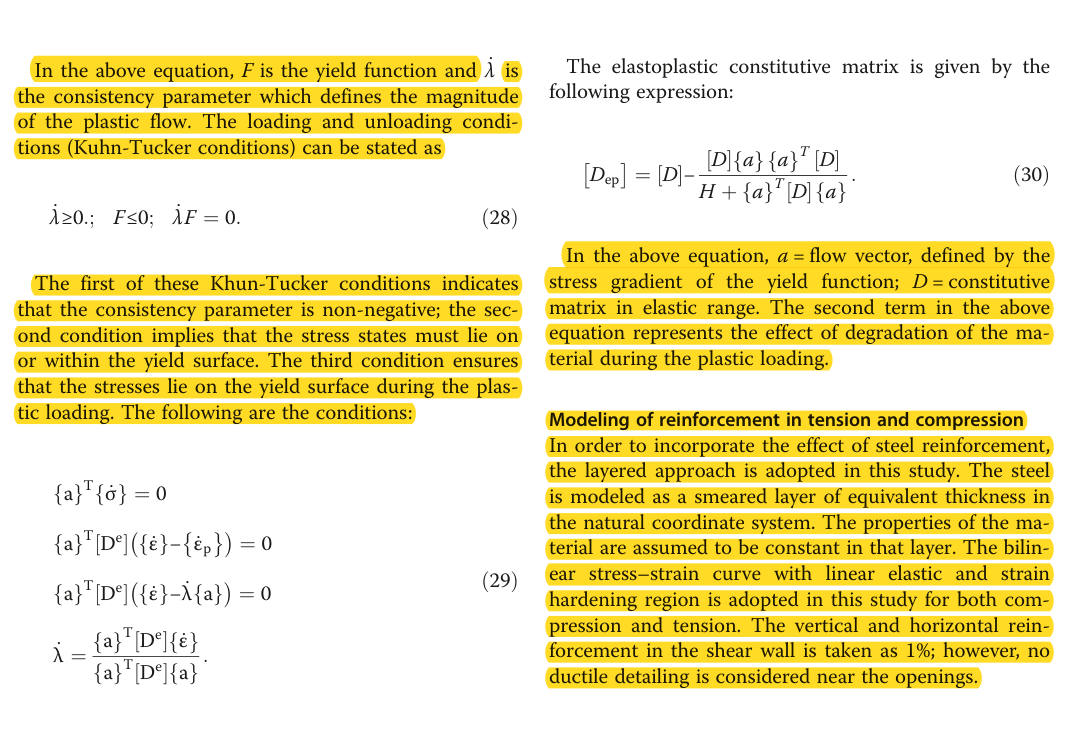 In the above equation, F is the yield function and λ̇ is
the consistency parameter which defines the magnitude
of the plastic flow. The loading and unloading condi-
tions (Kuhn-Tucker conditions) can be stated as
λ̇≥0.; F≤0; λ̇F = 0. (28)
The first of these Khun-Tucker conditions indicates
that the consistency parameter is non-negative; the sec-
ond condition implies that the stress states must lie on
or within the yield surface. The third condition ensures
that the stresses lie on the yield surface during the plas-
tic loading. The following are the conditions:
{a}ᵀ{σ̇} = 0
{a}ᵀ[Dᵉ]({ε̇}–{ε̇ₚ}) = 0
{a}ᵀ[Dᵉ]({ε̇}–λ̇{a}) = 0
(29)
λ̇ = {a}ᵀ[Dᵉ]{ε̇} / {a}ᵀ[Dᵉ]{a} .
The elastoplastic constitutive matrix is given by the
following expression:
[D_ep] = [D]– [D]{a}{a}ᵀ[D] / H + {a}ᵀ[D]{a} . (30)
In the above equation, a = flow vector, defined by the
stress gradient of the yield function; D = constitutive
matrix in elastic range. The second term in the above
equation represents the effect of degradation of the ma-
terial during the plastic loading.
Modeling of reinforcement in tension and compression
In order to incorporate the effect of steel reinforcement,
the layered approach is adopted in this study. The steel
is modeled as a smeared layer of equivalent thickness in
the natural coordinate system. The properties of the ma-
terial are assumed to be constant in that layer. The bilin-
ear stress–strain curve with linear elastic and strain
hardening region is adopted in this study for both com-
pression and tension. The vertical and horizontal rein-
forcement in the shear wall is taken as 1%; however, no
ductile detailing is considered near the openings.